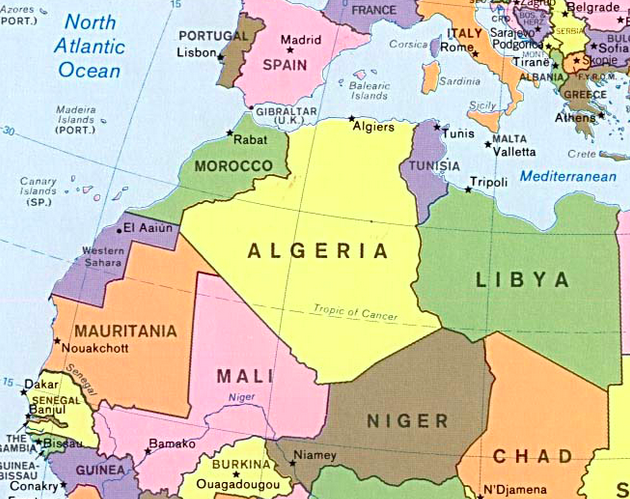 Azores
(PORT.)
15
North
Atlantic
Ocean
FRANCE
Zagreb
CRO.
BOS. &
HERZ.
Belgrade
SERBIA
Sarajevo
Podgorica
MONT.
BUL
Sofia
Skopje
F.Y.R.O.M.
Tiranë
ALBANIA
GREECE
Athens
Crete
PORTUGAL
Lisbon
Madrid
SPAIN
Corsica
ITALY
Rome
Sardinia
Balearic
Islands
Sicily
GIBRALTAR
(U.K.)
Madeira
Islands
(PORT.)
30
Algiers
Tunis
MALTA
Valletta
Rabat
MOROCCO
TUNISIA
Tripoli
Mediterranean
Canary
Islands
(SP.)
El Aaiún
Western
Sahara
ALGERIA
LIBYA
Tropic of Cancer
MAURITANIA
Nouakchott
MALI
Niger
Senegal
15
Dakar
SENEGAL
Banjul
THE
GAMBIA
Bissau
GUINEA-
BISSAU
GUINEA
Conakry
Bamako
BURKINA
Ouagadougou
NIGER
Niamey
CHAD
N'Djamena
S